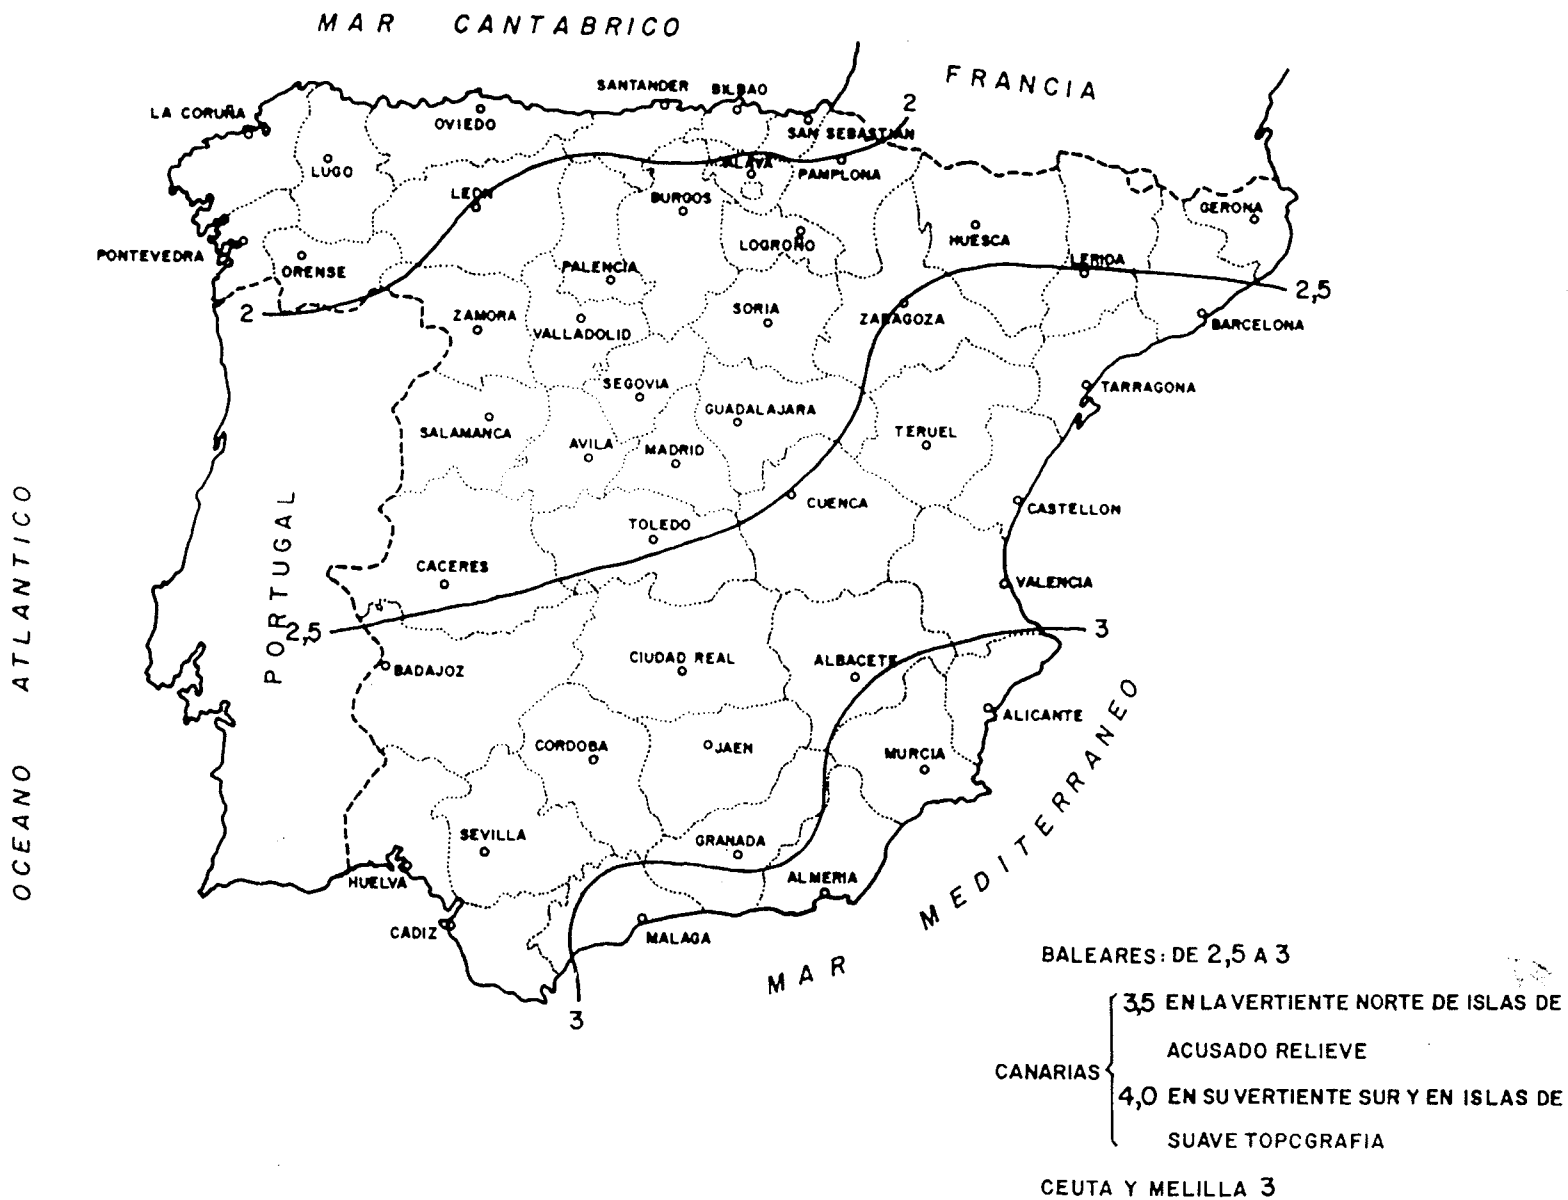 MAR CANTABRICO
FRANCIA
SANTANDER
BILBAO
LA CORUÑA
OVIEDO
2
SAN SEBASTIAN
LUGO
ALAVA
PAMPLONA
LEON
BURGOS
GERONA
LOGROÑO
HUESCA
PONTEVEDRA
ORENSE
PALENCIA
LERIDA
2,5
2
ZAMORA
VALLADOLID
SORIA
ZARAGOZA
BARCELONA
SEGOVIA
TARRAGONA
GUADALAJARA
SALAMANCA
AVILA
MADRID
TERUEL
CUENCA
CASTELLON
TOLEDO
OCEANO ATLANTICO
PORTUGAL
CACERES
VALENCIA
2,5
3
BADAJOZ
CIUDAD REAL
ALBACETE
ALICANTE
CORDOBA
JAEN
MURCIA
SEVILLA
GRANADA
HUELVA
ALMERIA
CADIZ
MALAGA
MAR MEDITERRANEO
3
BALEARES: DE 2,5 A 3
CANARIAS
3,5 EN LA VERTIENTE NORTE DE ISLAS DE
ACUSADO RELIEVE
4,0 EN SU VERTIENTE SUR Y EN ISLAS DE
SUAVE TOPCGRAFIA
CEUTA Y MELILLA 3